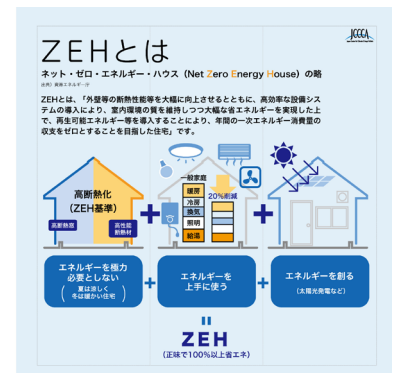 JCCCA
ZEHとは
ネット・ゼロ・エネルギー・ハウス（Net Zero Energy House）の略
出典）資源エネルギー庁
ZEHとは、「外壁等の断熱性能等を大幅に向上させるとともに、高効率な設備シス
テムの導入により、室内環境の質を維持しつつ大幅な省エネルギーを実現した上
で、再生可能エネルギー等を導入することにより、年間の一次エネルギー消費量の
収支をゼロとすることを目指した住宅」です。
高断熱化
（ZEH基準）
高断熱窓
高性能
断熱材
+
一般家庭
暖房
冷房
換気
照明
給湯
20%削減
+
エネルギーを極力
必要としない
（夏は涼しく
冬は暖かい住宅）
+
エネルギーを
上手に使う
+
エネルギーを創る
（太陽光発電など）
=
ZEH
（正味で100%以上省エネ）